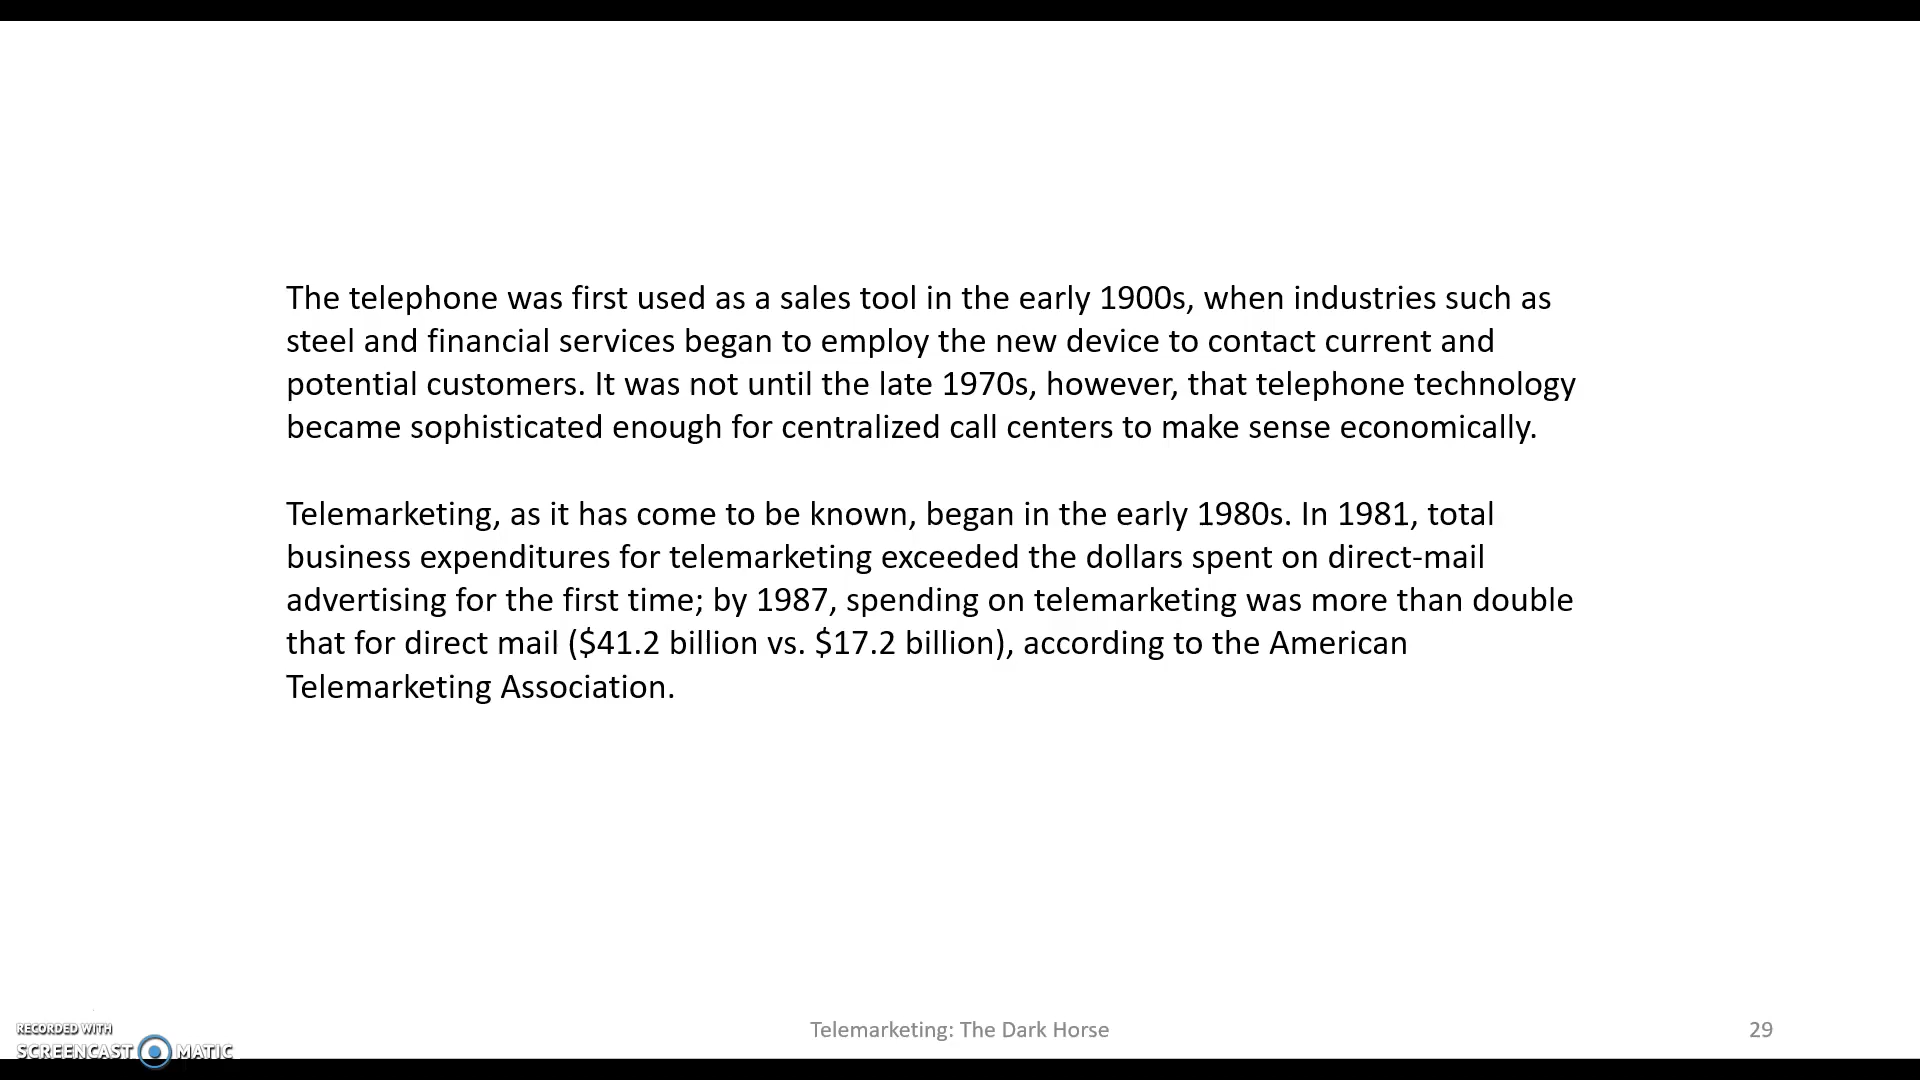 The telephone was first used as a sales tool in the early 1900s, when industries such as
steel and financial services began to employ the new device to contact current and
potential customers. It was not until the late 1970s, however, that telephone technology
became sophisticated enough for centralized call centers to make sense economically.
Telemarketing, as it has come to be known, began in the early 1980s. In 1981, total
business expenditures for telemarketing exceeded the dollars spent on direct-mail
advertising for the first time; by 1987, spending on telemarketing was more than double
that for direct mail ($41.2 billion vs. $17.2 billion), according to the American
Telemarketing Association.
Telemarketing: The Dark Horse
29
RECORDED WITH
SCREENCAST MATIC